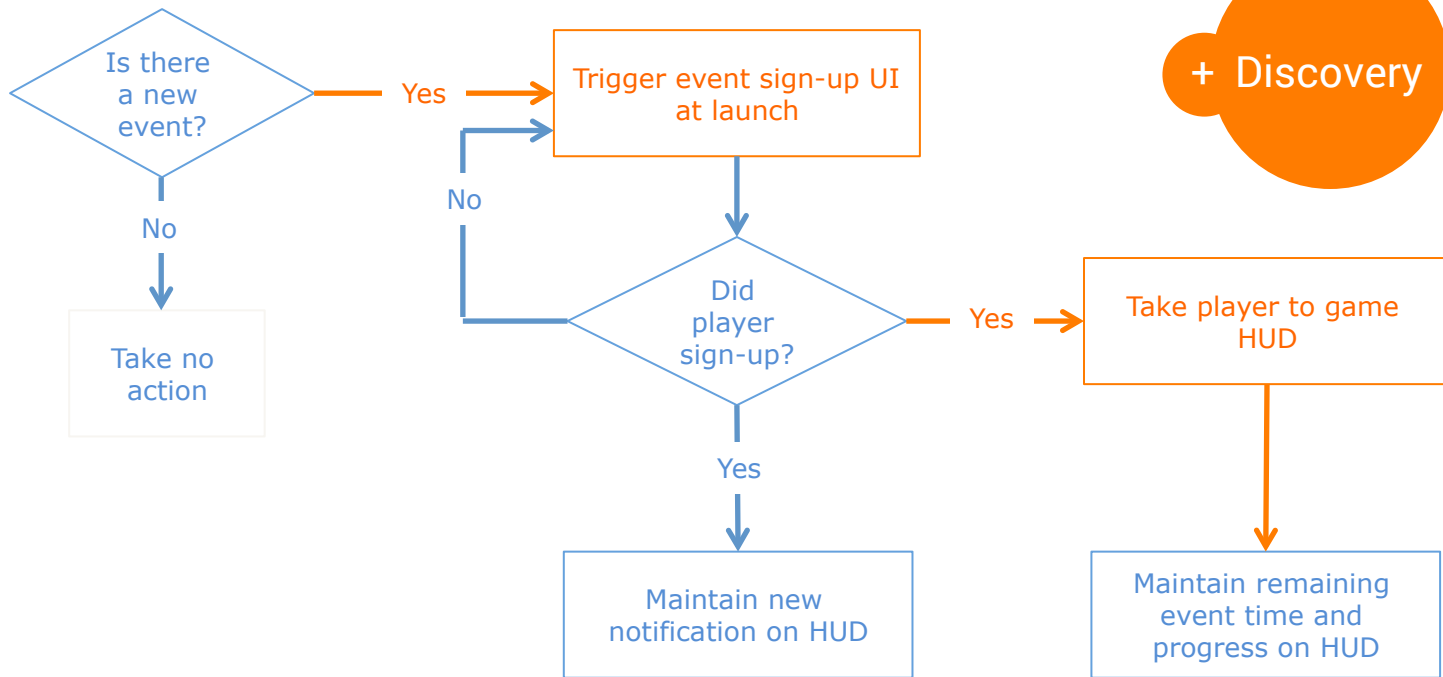 Is there
a new
event?
Yes
Trigger event sign-up UI
at launch
+ Discovery
No
No
Take no
action
Did
player
sign-up?
Yes
Take player to game
HUD
Yes
Maintain new
notification on HUD
Maintain remaining
event time and
progress on HUD